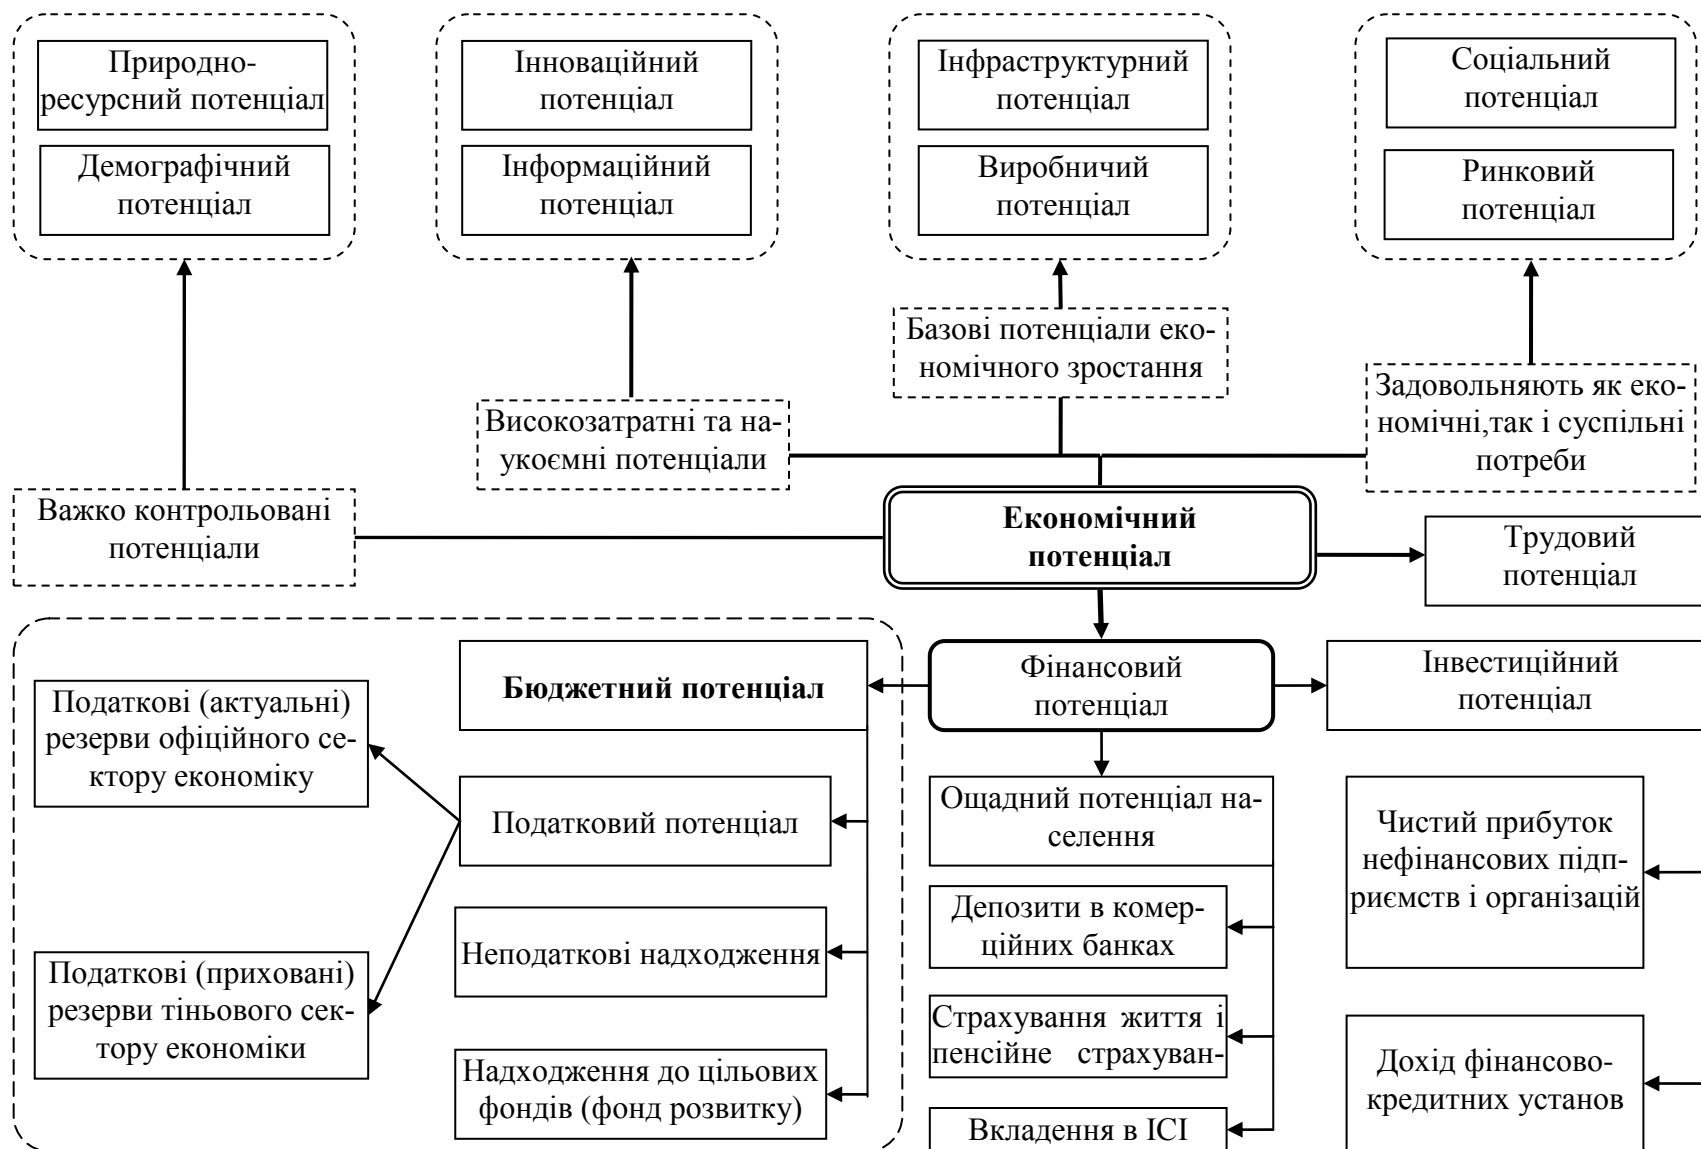 Природно-
ресурсний потенціал
Демографічний
потенціал
Інноваційний
потенціал
Інформаційний
потенціал
Інфраструктурний
потенціал
Виробничий
потенціал
Соціальний
потенціал
Ринковий
потенціал
Базові потенціали еко-
номічного зростання
Високозатратні та на-
укоємні потенціали
Задовольняють як еко-
номічні,так і суспільні
потреби
Важко контрольовані
потенціали
Економічний
потенціал
Трудовий
потенціал
Бюджетний потенціал
Фінансовий
потенціал
Інвестиційний
потенціал
Податкові (актуальні)
резерви офіційного се-
ктору економіку
Податковий потенціал
Ощадний потенціал на-
селення
Чистий прибуток
нефінансових підп-
риємств і організацій
Депозити в комер-
ційних банках
Неподаткові надходження
Податкові (приховані)
резерви тіньового сек-
тору економіки
Страхування життя і
пенсійне страхуван-
Надходження до цільових
фондів (фонд розвитку)
Дохід фінансово-
кредитних установ
Вкладення в ІСІ